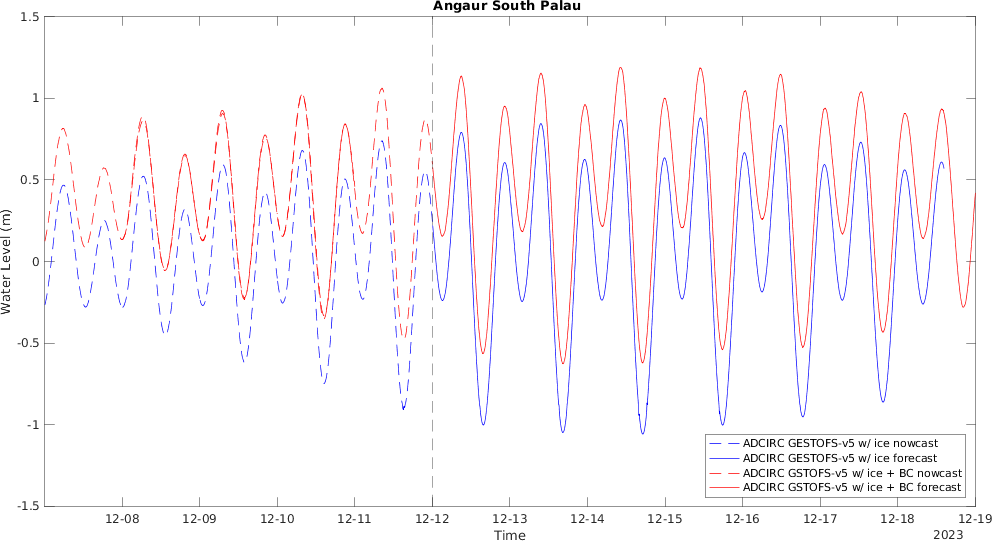 Angaur South Palau
1.5
1
0.5
0
-0.5
-1
-1.5
Water Level (m)
ADCIRC GESTOFS-v5 w/ ice nowcast
ADCIRC GESTOFS-v5 w/ ice forecast
ADCIRC GSTOFS-v5 w/ ice + BC nowcast
ADCIRC GSTOFS-v5 w/ ice + BC forecast
12-08 12-09 12-10 12-11 12-12 12-13 12-14 12-15 12-16 12-17 12-18 12-19
Time
2023